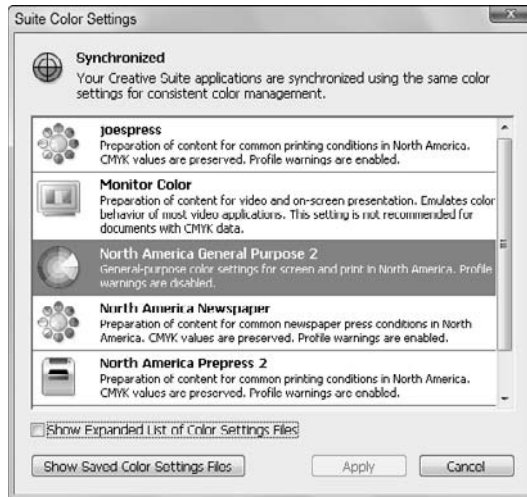 Suite Color Settings
Synchronized
Your Creative Suite applications are synchronized using the same color
settings for consistent color management.
joespress
Preparation of content for common printing conditions in North America.
CMYK values are preserved. Profile warnings are enabled.
Monitor Color
Preparation of content for video and on-screen presentation. Emulates color
behavior of most video applications. This setting is not recommended for
documents with CMYK data.
North America General Purpose 2
General-purpose color settings for screen and print in North America. Profile
warnings are disabled.
North America Newspaper
Preparation of content for common newspaper press conditions in North
America. CMYK values are preserved. Profile warnings are enabled.
North America Prepress 2
Preparation of content for common printing conditions in North America.
CMYK values are preserved. Profile warnings are enabled.
Show Expanded List of Color Settings Files
Show Saved Color Settings Files Apply Cancel